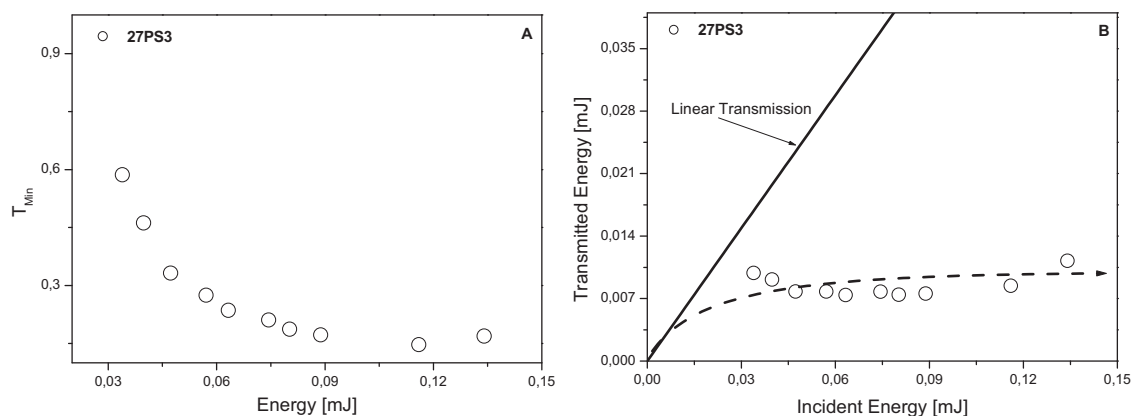 27PS3
A
0,9
0,6
0,3
T_Min
0,03
0,06
0,09
0,12
0,15
Energy [mJ]
27PS3
B
Linear Transmission
0,035
0,028
0,021
0,014
0,007
0,000
Transmitted Energy [mJ]
0,00
0,03
0,06
0,09
0,12
0,15
Incident Energy [mJ]